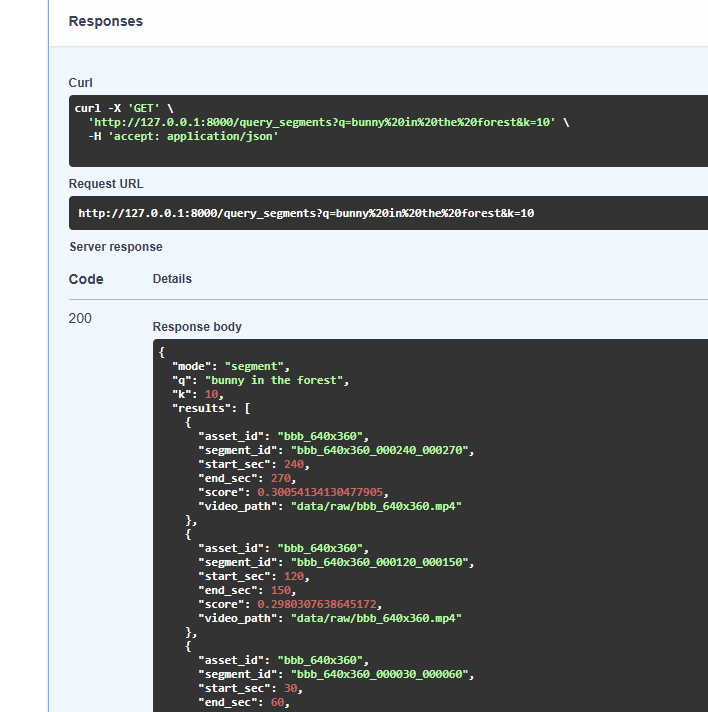 Responses
Curl
curl -X 'GET' \
  'http://127.0.0.1:8000/query_segments?q=bunny%20in%20the%20forest&k=10' \
  -H 'accept: application/json'
Request URL
http://127.0.0.1:8000/query_segments?q=bunny%20in%20the%20forest&k=10
Server response
Code Details
200
Response body
{
  "mode": "segment",
  "q": "bunny in the forest",
  "k": 10,
  "results": [
    {
      "asset_id": "bbb_640x360",
      "segment_id": "bbb_640x360_000240_000270",
      "start_sec": 240,
      "end_sec": 270,
      "score": 0.30054134130477905,
      "video_path": "data/raw/bbb_640x360.mp4"
    },
    {
      "asset_id": "bbb_640x360",
      "segment_id": "bbb_640x360_000120_000150",
      "start_sec": 120,
      "end_sec": 150,
      "score": 0.2980307638645172,
      "video_path": "data/raw/bbb_640x360.mp4"
    },
    {
      "asset_id": "bbb_640x360",
      "segment_id": "bbb_640x360_000030_000060",
      "start_sec": 30,
      "end_sec": 60,